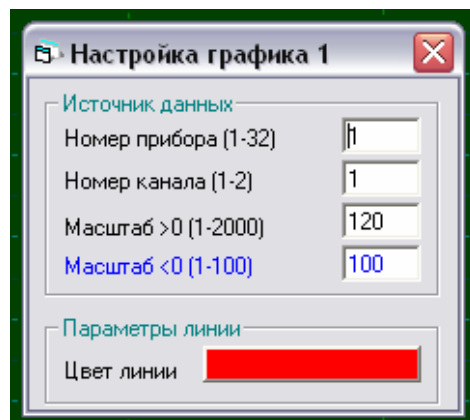 Настройка графика 1
Источник данных
Номер прибора (1-32) 1
Номер канала (1-2) 1
Масштаб >0 (1-2000) 120
Масштаб <0 (1-100) 100
Параметры линии
Цвет линии